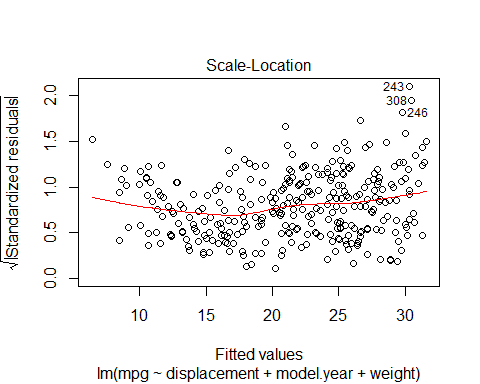 Scale-Location
√|Standardized residuals|
2.0
1.5
1.0
0.5
0.0
243
308
246
10 15 20 25 30
Fitted values
lm(mpg ~ displacement + model.year + weight)